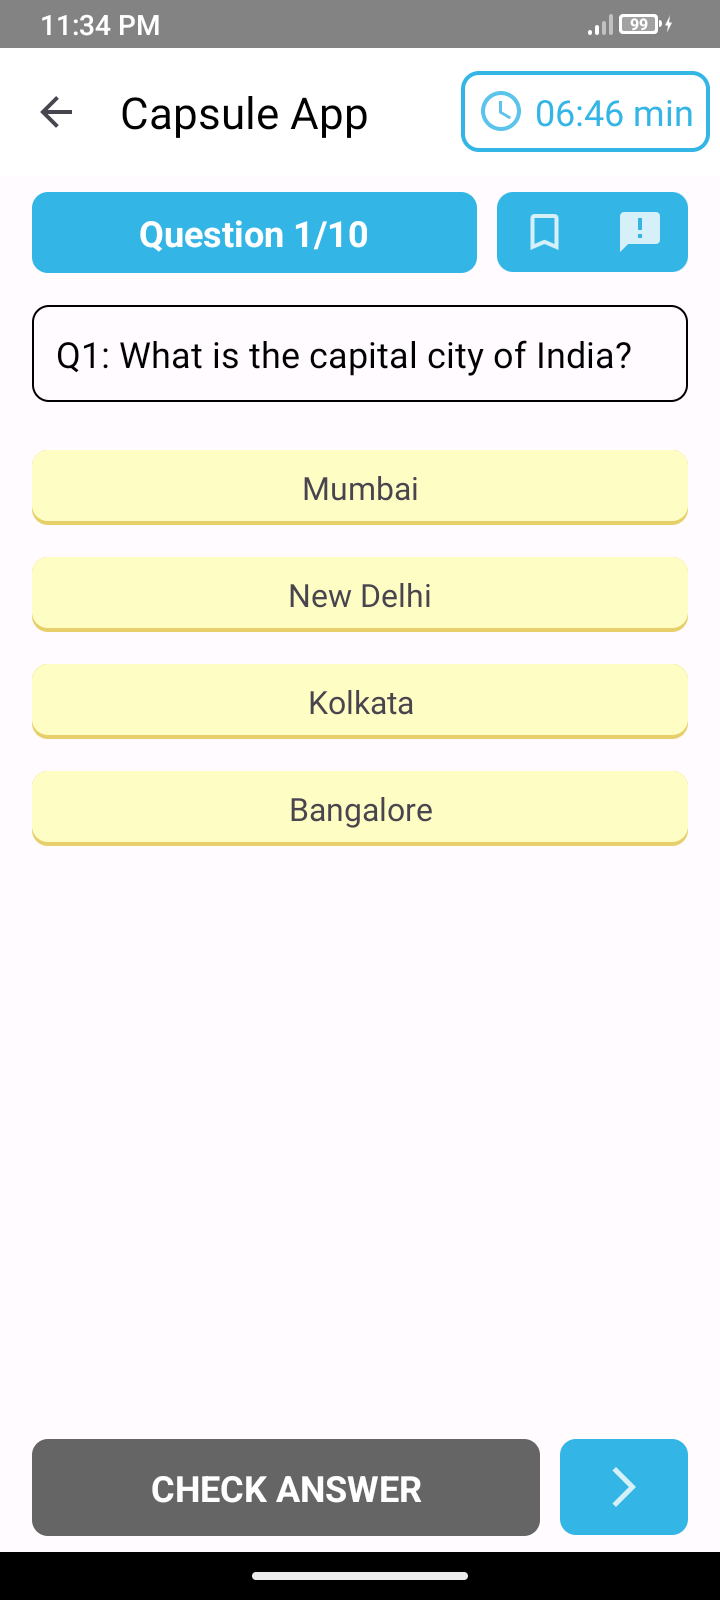 11:34 PM
99
Capsule App
06:46 min
Question 1/10
Q1: What is the capital city of India?
Mumbai
New Delhi
Kolkata
Bangalore
CHECK ANSWER